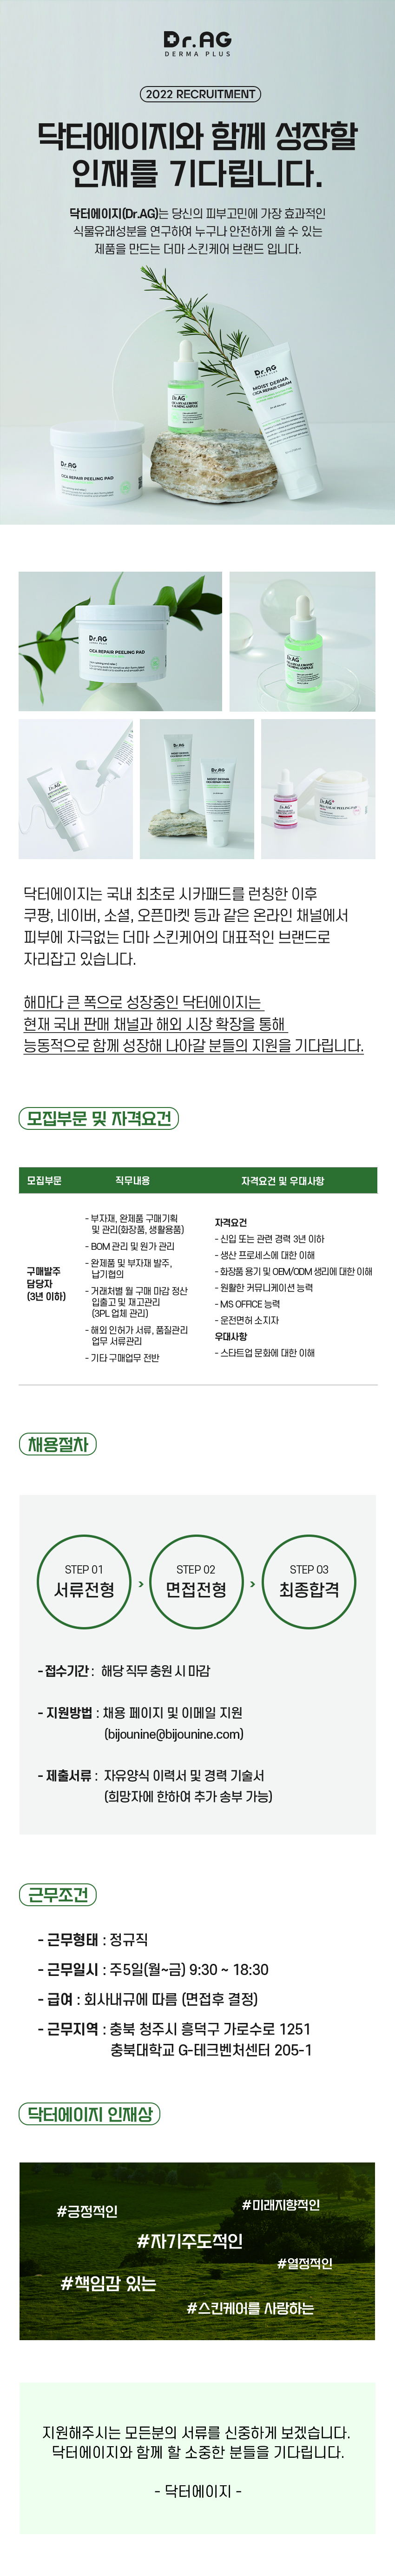 Dr.AG
DERMA PLUS
2022 RECRUITMENT
닥터에이지와 함께 성장할
인재를 기다립니다.
닥터에이지(Dr.AG)는 당신의 피부고민에 가장 효과적인
식물유래성분을 연구하여 누구나 안전하게 쓸 수 있는
제품을 만드는 더마 스킨케어 브랜드 입니다.
Dr.AG
MOIST DERMA
CICA REPAIR CREAM
Dr.AG
Dr.AG
CICA REPAIR PEELING PAD
Dr.AG
CICA REPAIR PEELING PAD
Dr.AG
Dr.AG
닥터에이지는 국내 최초로 시카패드를 런칭한 이후
쿠팡, 네이버, 소셜, 오픈마켓 등과 같은 온라인 채널에서
피부에 자극없는 더마 스킨케어의 대표적인 브랜드로
자리잡고 있습니다.
해마다 큰 폭으로 성장중인 닥터에이지는
현재 국내 판매 채널과 해외 시장 확장을 통해
능동적으로 함께 성장해 나아갈 분들의 지원을 기다립니다.
모집부문 및 자격요건
모집부문 직무내용 자격요건 및 우대사항
구매발주
담당자
(3년 이하)
- 부자재, 완제품 구매기획
및 관리(화장품, 생활용품)
- BOM 관리 및 원가 관리
- 완제품 및 부자재 발주,
납기협의
- 거래처별 월 구매 마감 정산
입출고 및 재고관리
(3PL 업체 관리)
- 해외 인허가 서류, 품질관리
업무 서류관리
- 기타 구매업무 전반
자격요건
- 신입 또는 관련 경력 3년 이하
- 생산 프로세스에 대한 이해
- 화장품 용기 및 OEM/ODM 생리에 대한 이해
- 원활한 커뮤니케이션 능력
- MS OFFICE 능력
- 운전면허 소지자
우대사항
- 스타트업 문화에 대한 이해
채용절차
STEP 01
서류전형
›
STEP 02
면접전형
›
STEP 03
최종합격
- 접수기간 : 해당 직무 충원 시 마감
- 지원방법 : 채용 페이지 및 이메일 지원
(bijounine@bijounine.com)
- 제출서류 : 자유양식 이력서 및 경력 기술서
(희망자에 한하여 추가 송부 가능)
근무조건
- 근무형태 : 정규직
- 근무일시 : 주5일(월~금) 9:30 ~ 18:30
- 급여 : 회사내규에 따름 (면접후 결정)
- 근무지역 : 충북 청주시 흥덕구 가로수로 1251
충북대학교 G-테크벤처센터 205-1
닥터에이지 인재상
#미래지향적인
#긍정적인
#자기주도적인
#열정적인
#책임감 있는
#스킨케어를 사랑하는
지원해주시는 모든분의 서류를 신중하게 보겠습니다.
닥터에이지와 함께 할 소중한 분들을 기다립니다.
- 닥터에이지 -